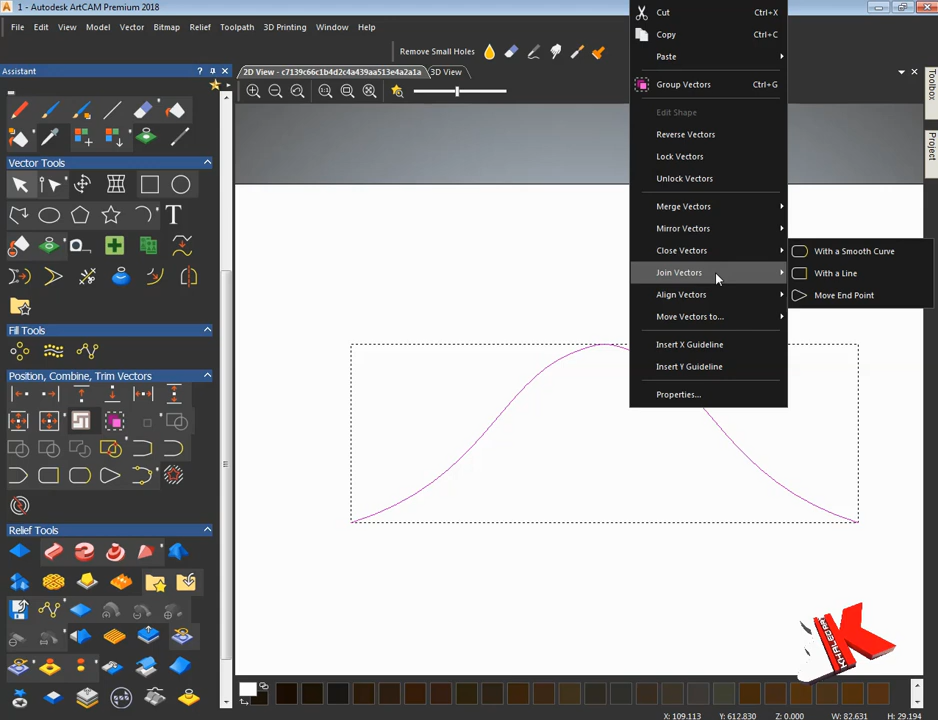 1 - Autodesk ArtCAM Premium 2018
File Edit View Model Vector Bitmap Relief Toolpath 3D Printing Window Help
Remove Small Holes
Assistant
2D View - c7139c66c1b4d2c4a439aa513e4a2a1a 3D View
Vector Tools
T
Fill Tools
Position, Combine, Trim Vectors
Relief Tools
Cut Ctrl+X
Copy Ctrl+C
Paste
Group Vectors Ctrl+G
Edit Shape
Reverse Vectors
Lock Vectors
Unlock Vectors
Merge Vectors
Mirror Vectors
Close Vectors
Join Vectors
Align Vectors
Move Vectors to...
Insert X Guideline
Insert Y Guideline
Properties...
With a Smooth Curve
With a Line
Move End Point
Toolbox
Project
KHALEDRA
X: 109.113 Y: 612.830 Z: 0.000 W: 82.631 H: 29.194